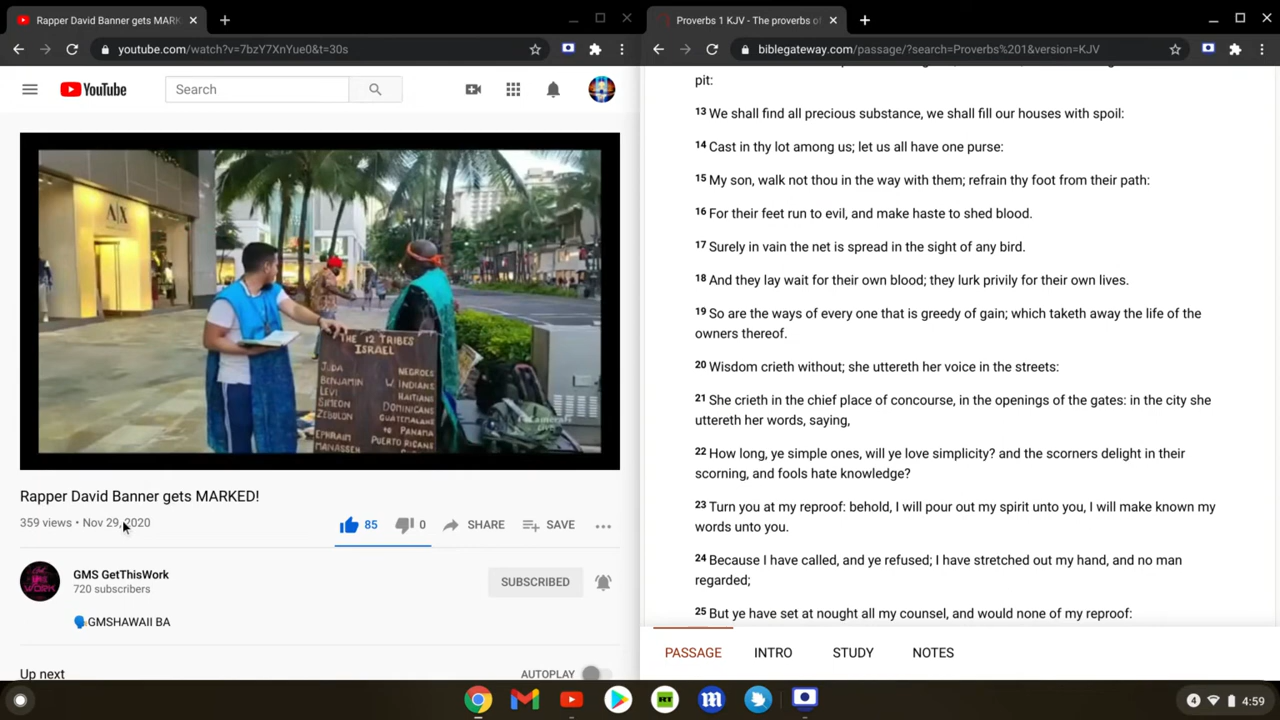 Rapper David Banner gets MARK
Proverbs 1 KJV - The proverbs of
youtube.com/watch?v=7bzY7XnYue0&t=30s
biblegateway.com/passage/?search=Proverbs%201&version=KJV
YouTube
Search
A|X
THE 12 TRIBES
ISRAEL
JUDA NEGROES
BENJAMIN W. INDIANS
LEVI HAITIANS
SIMEON DOMINICANS
ZEBULON GUATEMALA
to PANAMA
EPHRAIM PUERTO RICANS
MANASSEH
Rapper David Banner gets MARKED!
359 views • Nov 29, 2020
85
0
SHARE
SAVE
GMS GetThisWork
720 subscribers
SUBSCRIBED
GMSHAWAII BA
Up next
AUTOPLAY
pit:
13 We shall find all precious substance, we shall fill our houses with spoil:
14 Cast in thy lot among us; let us all have one purse:
15 My son, walk not thou in the way with them; refrain thy foot from their path:
16 For their feet run to evil, and make haste to shed blood.
17 Surely in vain the net is spread in the sight of any bird.
18 And they lay wait for their own blood; they lurk privily for their own lives.
19 So are the ways of every one that is greedy of gain; which taketh away the life of the
owners thereof.
20 Wisdom crieth without; she uttereth her voice in the streets:
21 She crieth in the chief place of concourse, in the openings of the gates: in the city she
uttereth her words, saying,
22 How long, ye simple ones, will ye love simplicity? and the scorners delight in their
scorning, and fools hate knowledge?
23 Turn you at my reproof: behold, I will pour out my spirit unto you, I will make known my
words unto you.
24 Because I have called, and ye refused; I have stretched out my hand, and no man
regarded;
25 But ye have set at nought all my counsel, and would none of my reproof:
PASSAGE
INTRO
STUDY
NOTES
RT
4
4:59